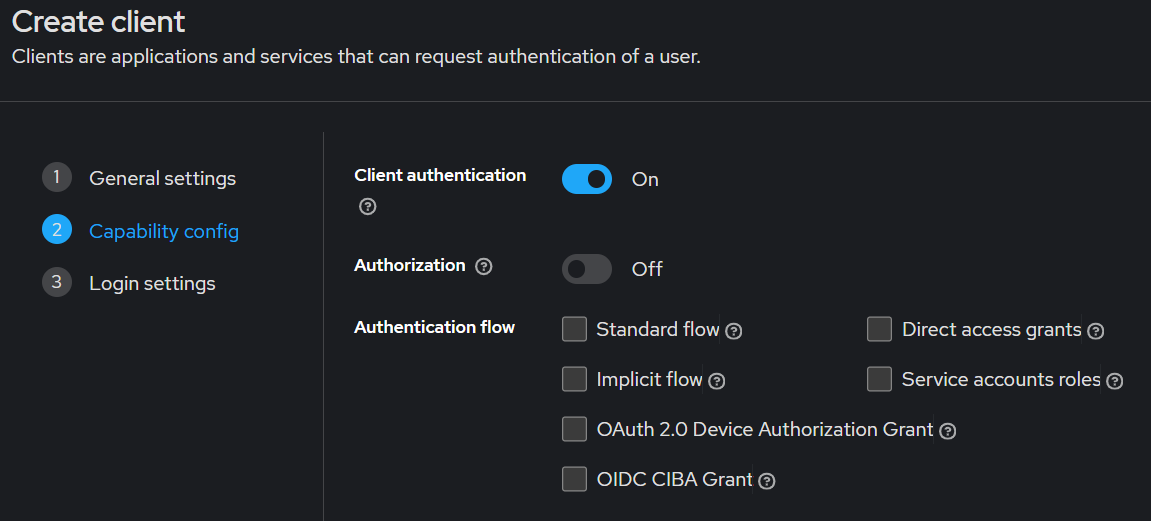 Create client
Clients are applications and services that can request authentication of a user.
1 General settings
2 Capability config
3 Login settings
Client authentication
? On
Authorization ? Off
Authentication flow
Standard flow ? Direct access grants ?
Implicit flow ? Service accounts roles ?
OAuth 2.0 Device Authorization Grant ?
OIDC CIBA Grant ?